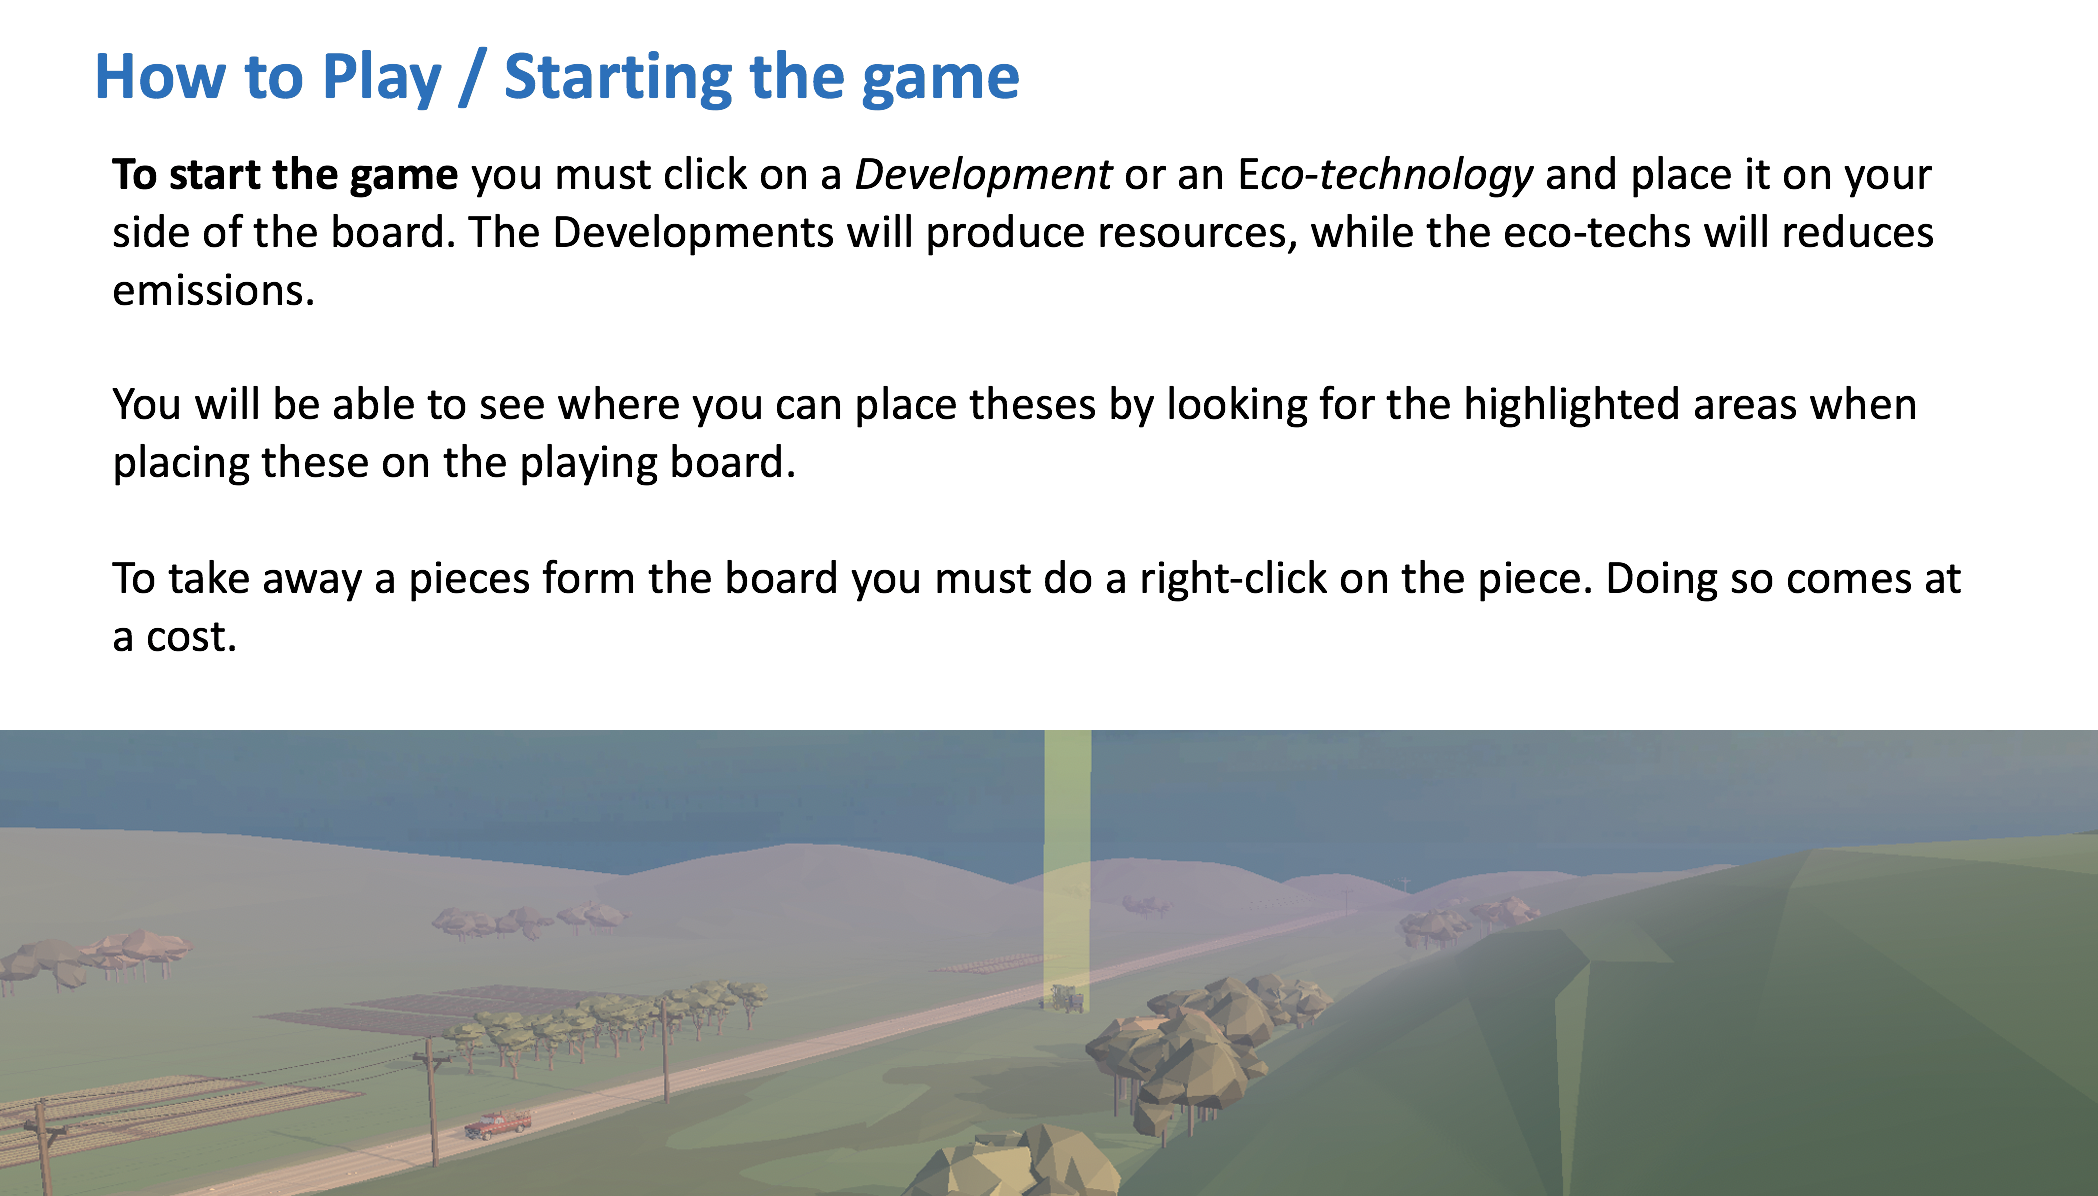 How to Play / Starting the game
To start the game you must click on a Development or an Eco-technology and place it on your
side of the board. The Developments will produce resources, while the eco-techs will reduces
emissions.
You will be able to see where you can place theses by looking for the highlighted areas when
placing these on the playing board.
To take away a pieces form the board you must do a right-click on the piece. Doing so comes at
a cost.